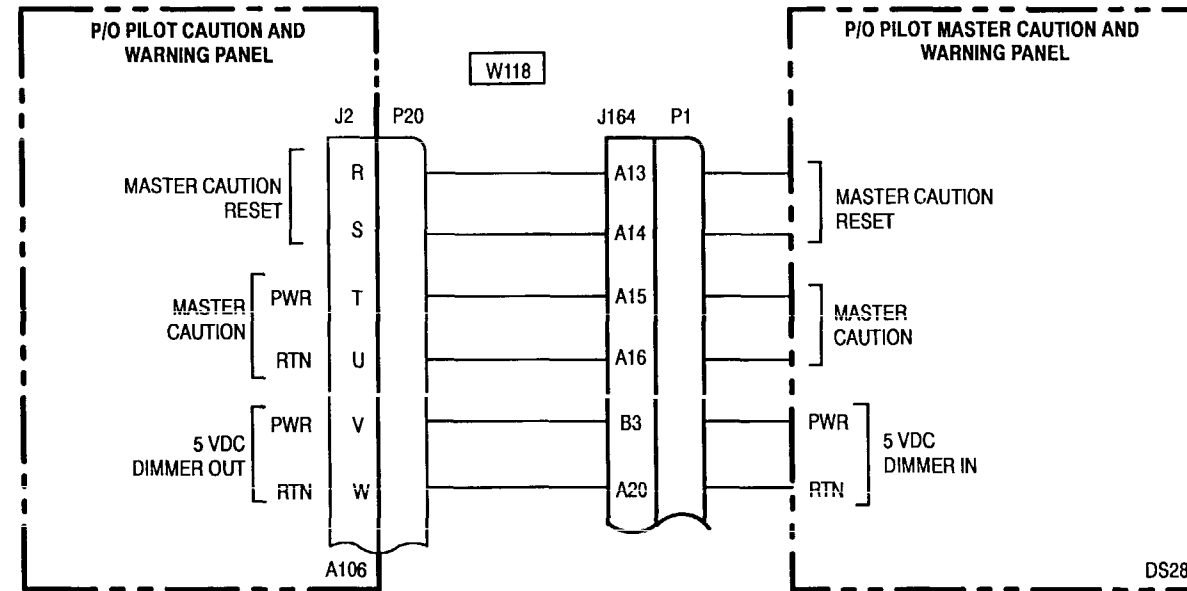 P/O PILOT CAUTION AND
WARNING PANEL
W118
P/O PILOT MASTER CAUTION AND
WARNING PANEL
J2
P20
J164
P1
MASTER CAUTION
RESET
R
S
A13
A14
MASTER CAUTION
RESET
MASTER
CAUTION
PWR
T
RTN
U
A15
A16
MASTER
CAUTION
5 VDC
DIMMER OUT
PWR
V
RTN
W
B3
A20
PWR
RTN
5 VDC
DIMMER IN
A106
DS28